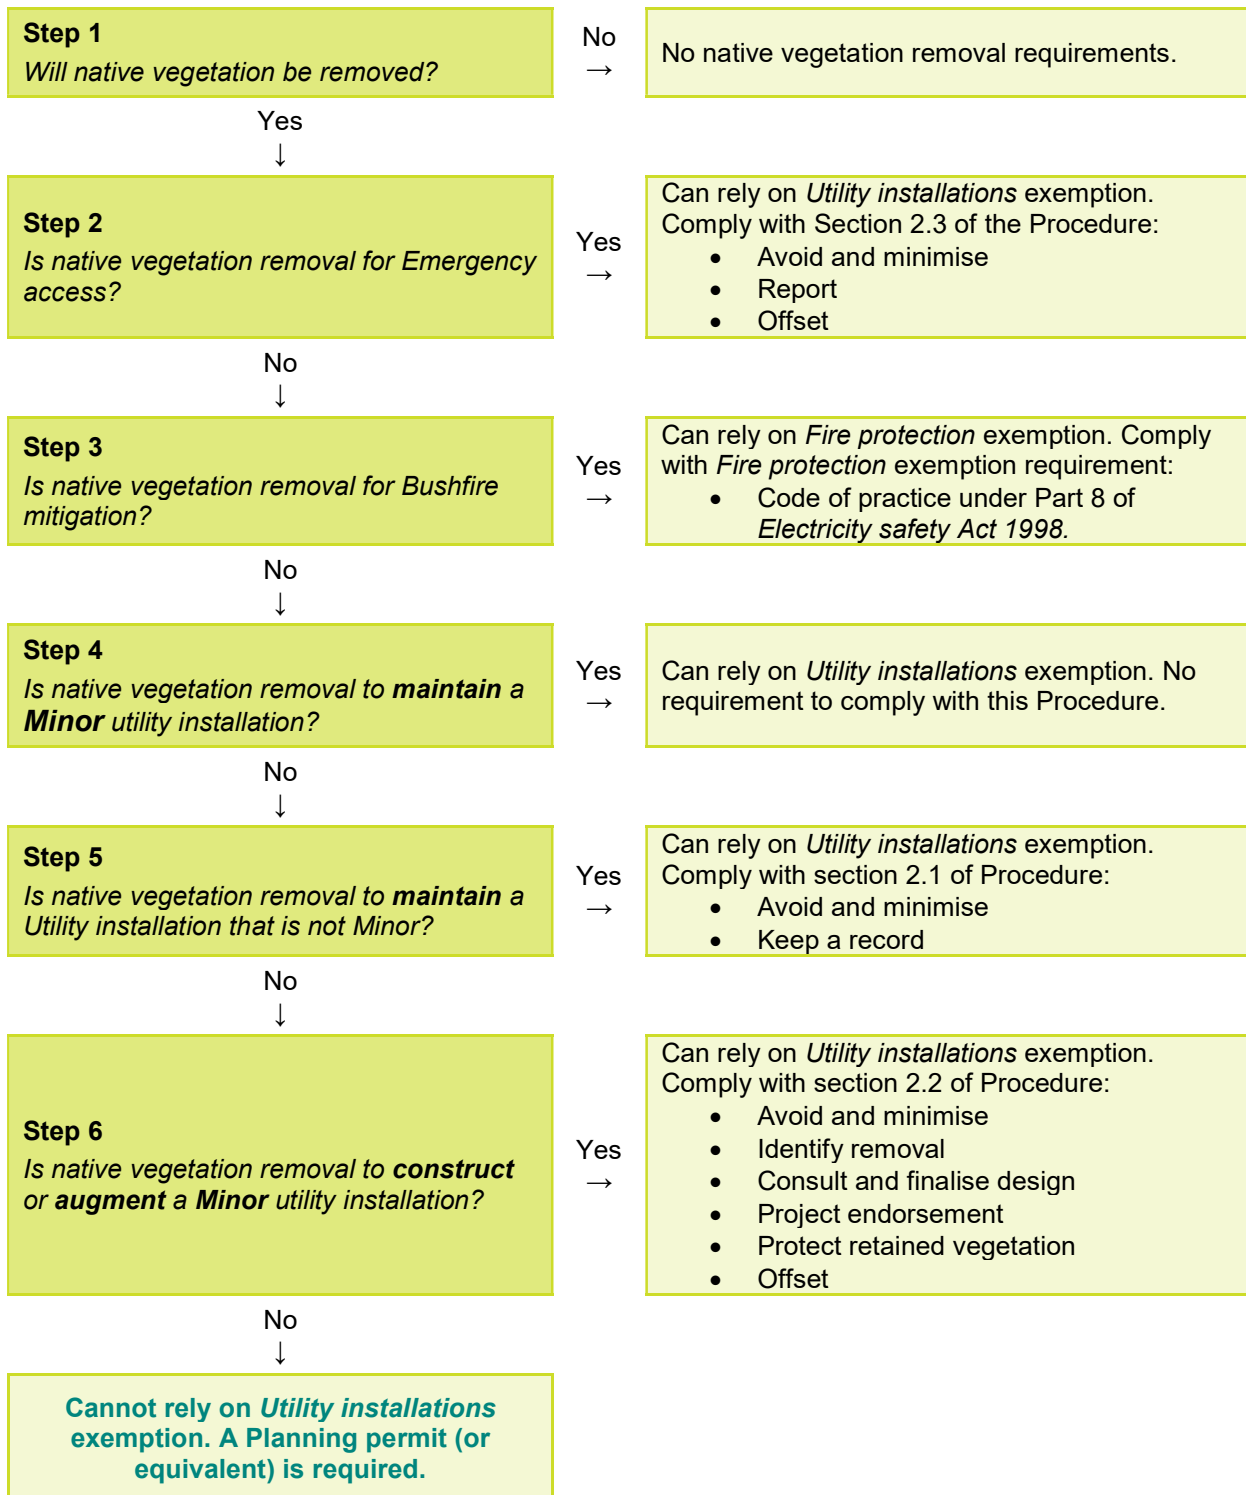 Step 1
Will native vegetation be removed?
No
→
No native vegetation removal requirements.
Yes
↓
Step 2
Is native vegetation removal for Emergency
access?
Yes
→
Can rely on Utility installations exemption.
Comply with Section 2.3 of the Procedure:
• Avoid and minimise
• Report
• Offset
No
↓
Step 3
Is native vegetation removal for Bushfire
mitigation?
Yes
→
Can rely on Fire protection exemption. Comply
with Fire protection exemption requirement:
• Code of practice under Part 8 of
Electricity safety Act 1998.
No
↓
Step 4
Is native vegetation removal to maintain a
Minor utility installation?
Yes
→
Can rely on Utility installations exemption. No
requirement to comply with this Procedure.
No
↓
Step 5
Is native vegetation removal to maintain a
Utility installation that is not Minor?
Yes
→
Can rely on Utility installations exemption.
Comply with section 2.1 of Procedure:
• Avoid and minimise
• Keep a record
No
↓
Step 6
Is native vegetation removal to construct
or augment a Minor utility installation?
Yes
→
Can rely on Utility installations exemption.
Comply with section 2.2 of Procedure:
• Avoid and minimise
• Identify removal
• Consult and finalise design
• Project endorsement
• Protect retained vegetation
• Offset
No
↓
Cannot rely on Utility installations
exemption. A Planning permit (or
equivalent) is required.